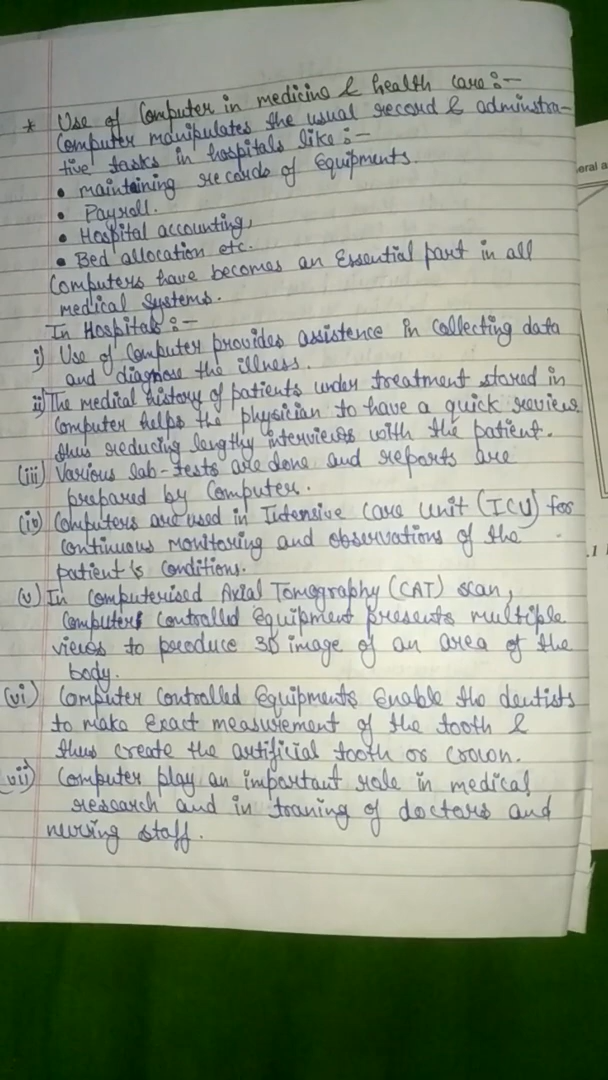 * Use of Computer in medicine & health care :-
Computer manipulates the usual record & adminstra-
tive tasks in hospitals like :-
• maintaining records of Equipments.
• Payroll.
• Hospital accounting,
• Bed allocation etc.
Computers have becomes an Essential part in all
medical systems.
In Hospitals :-
i) Use of Computer provides assistence in Collecting data
and diagnose the illness.
ii) The medical history of patients under treatment stored in
Computer helps the physician to have a quick review
thus reducing lengthy interviews with the patient.
(iii) Various lab-tests are done and reports are
prepared by Computer.
(iv) Computers are used in Intensive Care Unit (ICU) for
Continuous monitoring and observations of the
patient's conditions.
(v) In Computerised Axial Tomography (CAT) scan,
Computers Controlled Equipment presents multiple
views to produce 3D image of an area of the
body.
(vi) Computer Controlled Equipments Enable the dentists
to make Exact measurement of the tooth &
thus create the artificial tooth or crown.
(vii) Computer play an important role in medical
research and in traning of doctors and
nursing staff.
eral a
.1